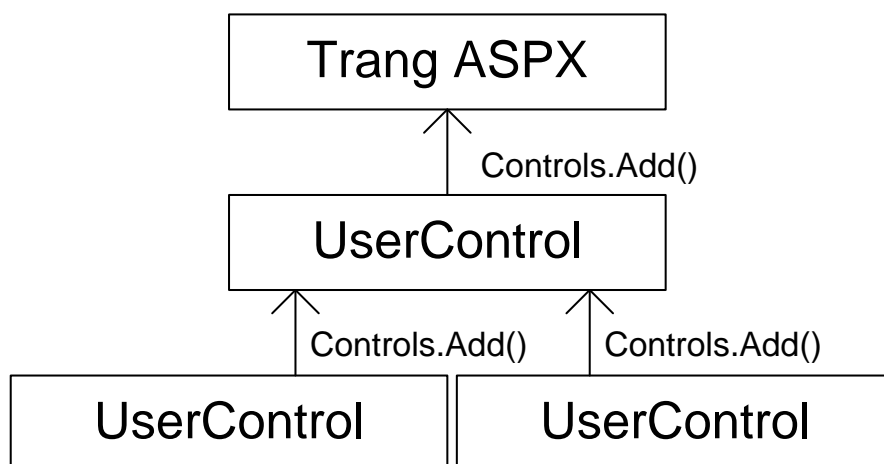 Trang ASPX
Controls.Add()
UserControl
Controls.Add()
Controls.Add()
UserControl
UserControl